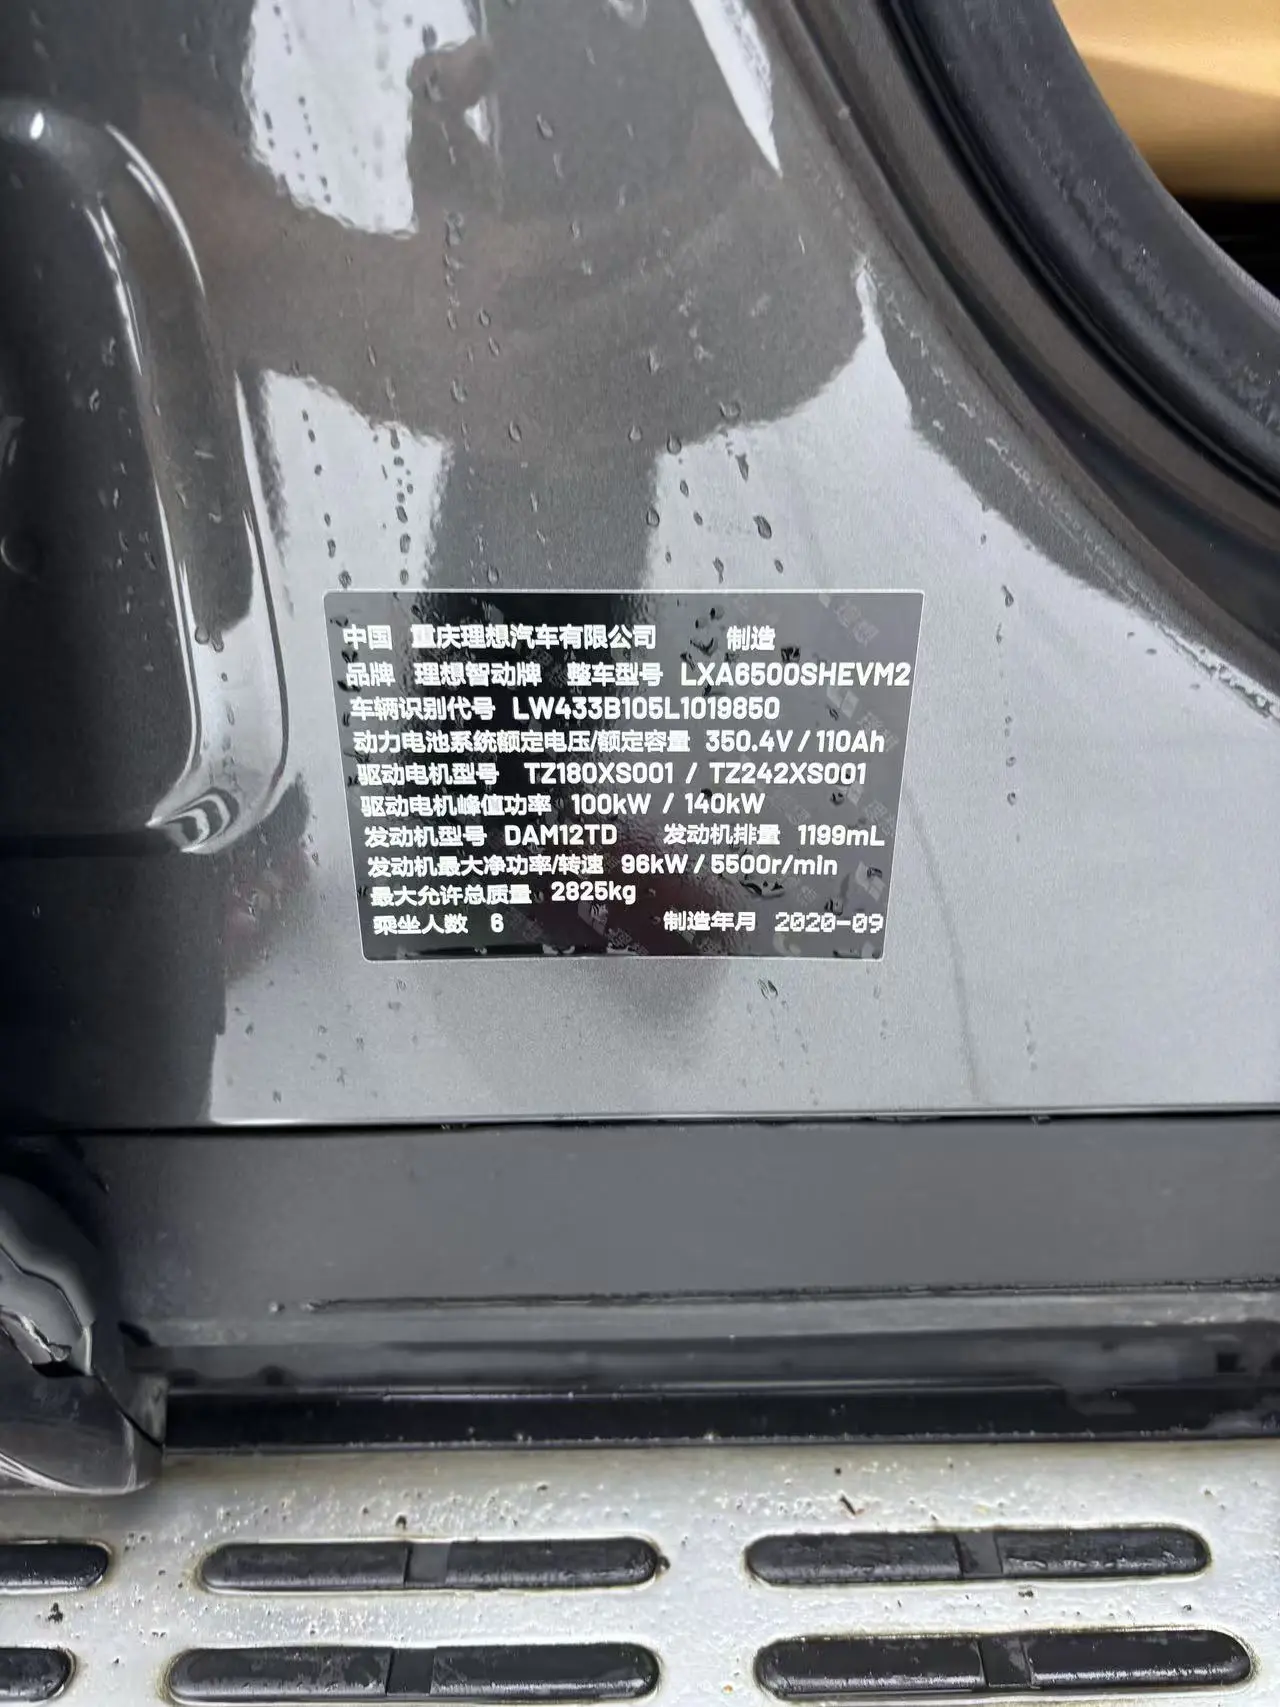 中国 重庆理想汽车有限公司 制造
品牌 理想智动牌 整车型号 LXA6500SHEVM2
车辆识别代号 LW433B105L1019850
动力电池系统额定电压/额定容量 350.4V / 110Ah
驱动电机型号 TZ180XS001 / TZ242XS001
驱动电机峰值功率 100kW / 140kW
发动机型号 DAM12TD 发动机排量 1199mL
发动机最大净功率/转速 96kW / 5500r/min
最大允许总质量 2825kg
乘坐人数 6 制造年月 2020-09